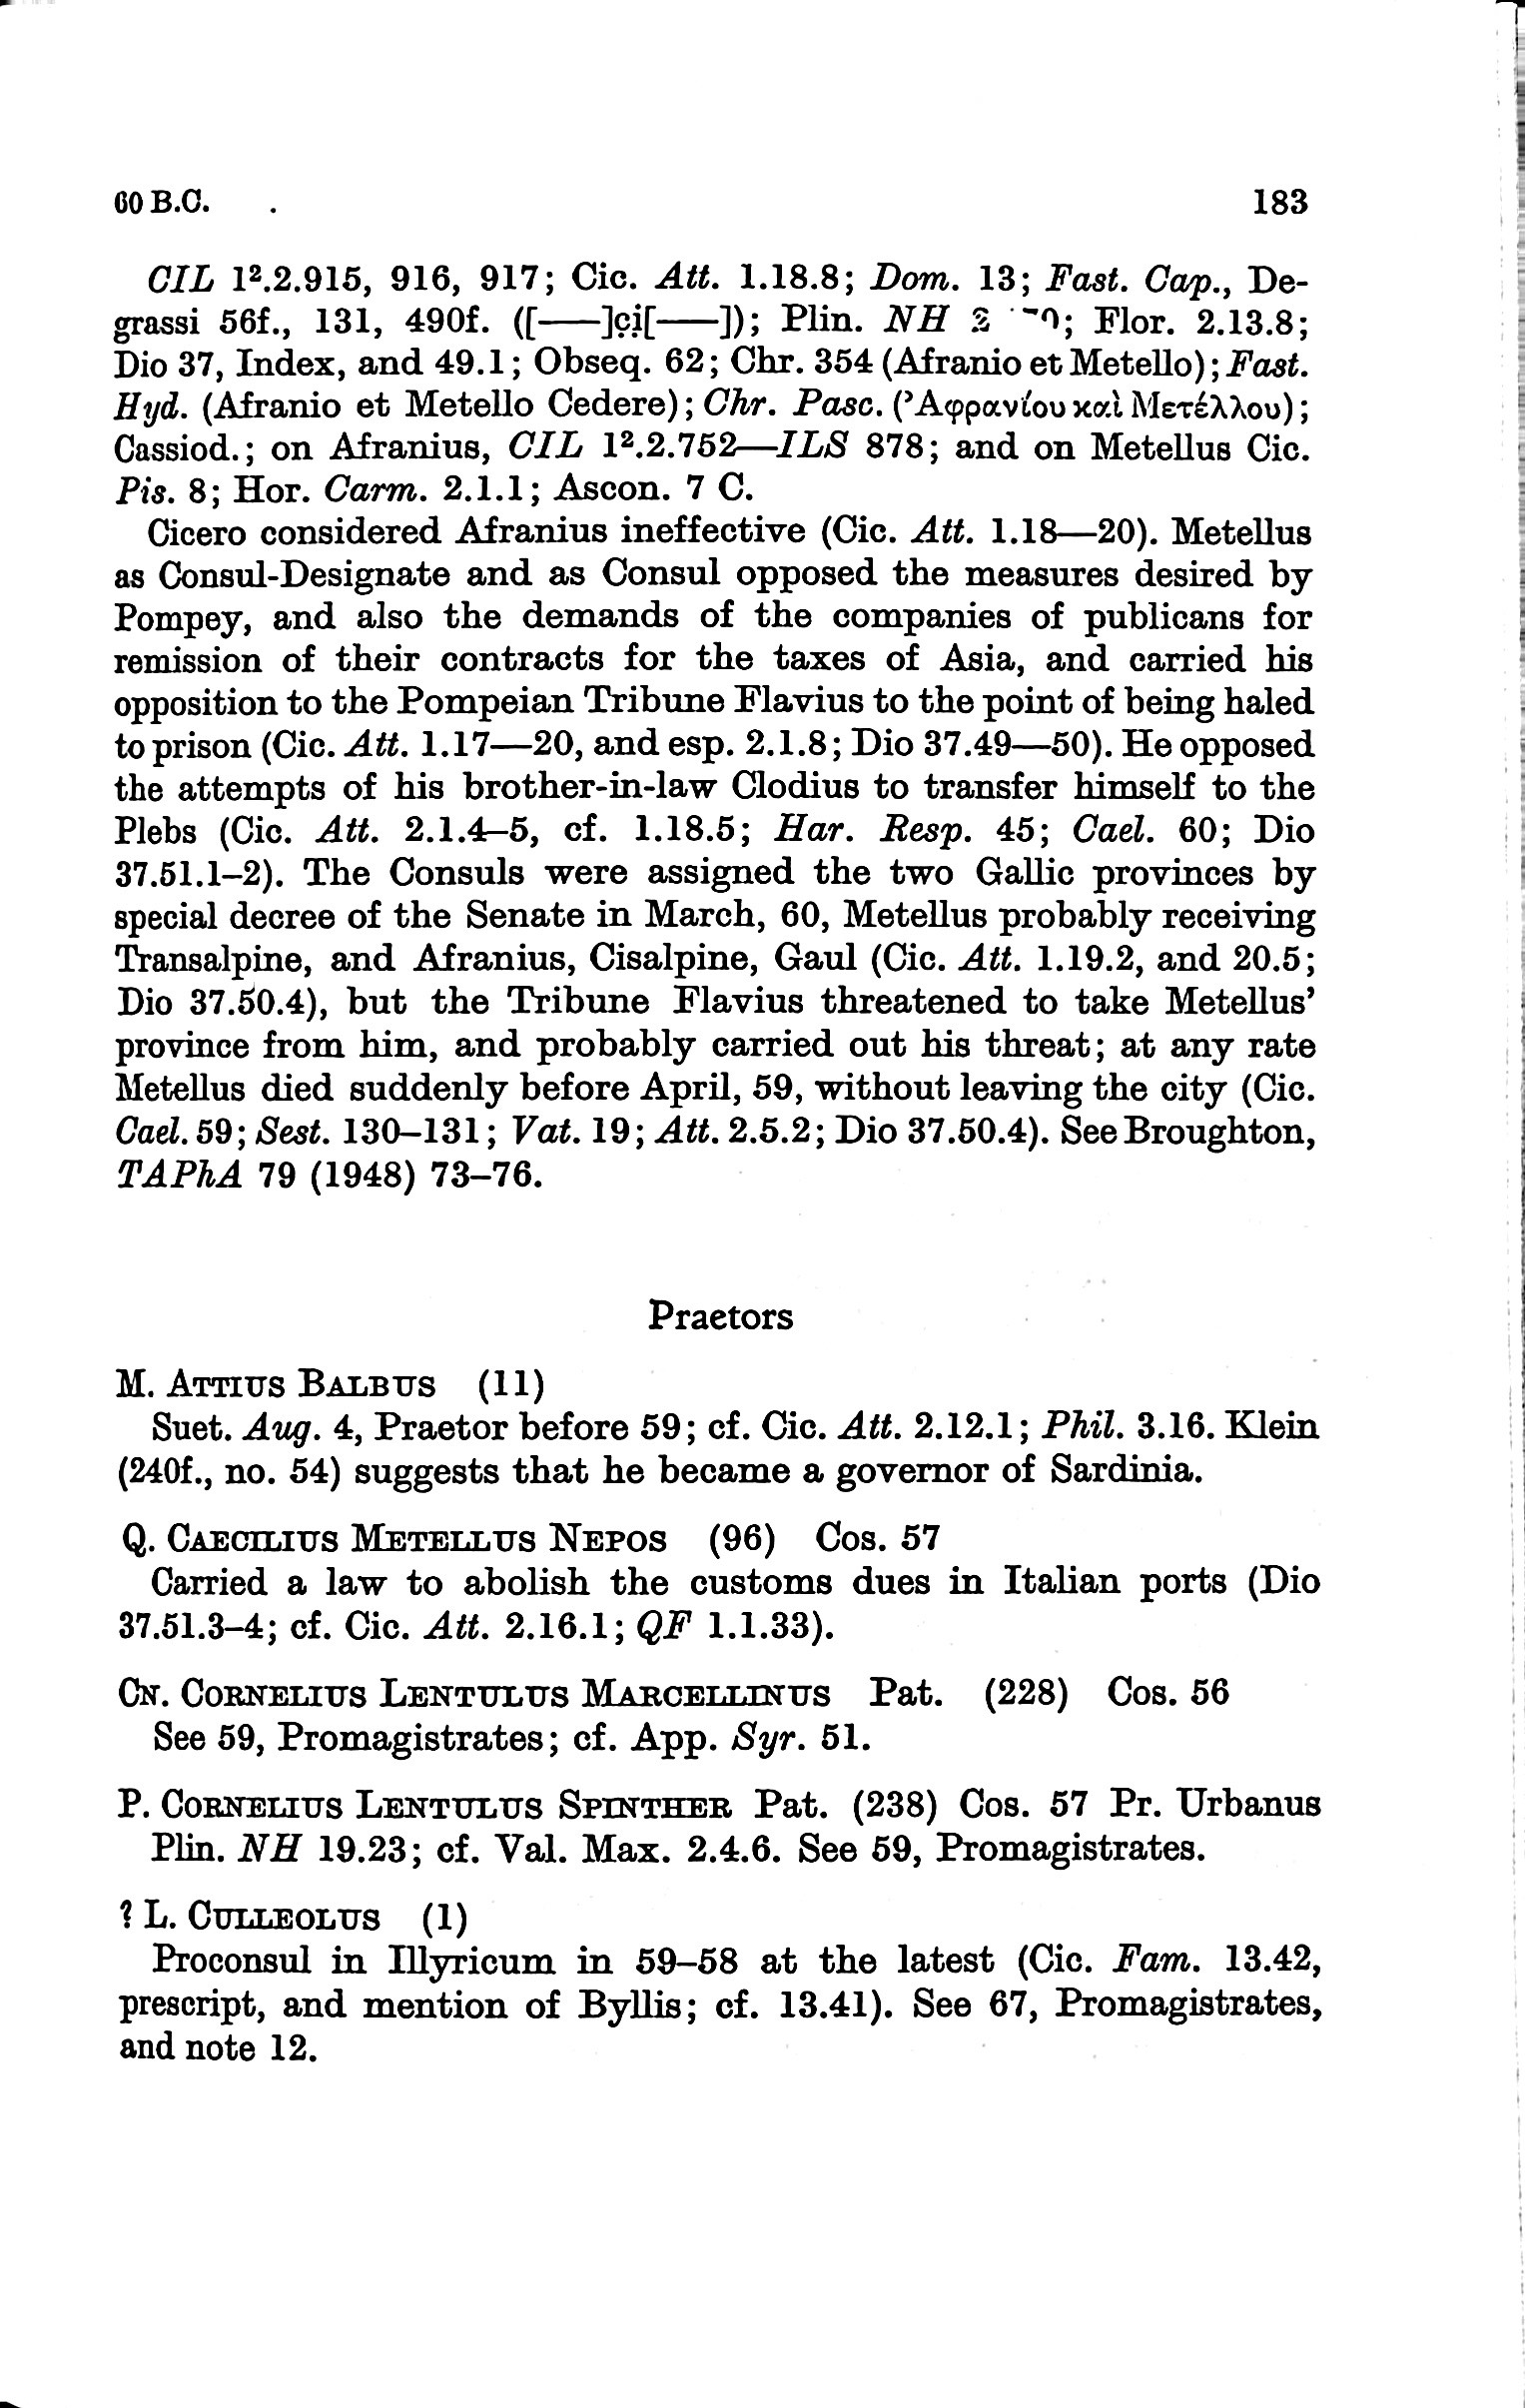 60 B.C. 183
CIL 1².2.915, 916, 917; Cic. Att. 1.18.8; Dom. 13; Fast. Cap., De-
grassi 56f., 131, 490f. ([——]c̣ị[——]); Plin. NH ; Flor. 2.13.8;
Dio 37, Index, and 49.1; Obseq. 62; Chr. 354 (Afranio et Metello); Fast.
Hyd. (Afranio et Metello Cedere); Chr. Pasc. (Ἀφρανίου καὶ Μετέλλου);
Cassiod.; on Afranius, CIL 1².2.752—ILS 878; and on Metellus Cic.
Pis. 8; Hor. Carm. 2.1.1; Ascon. 7 C.
Cicero considered Afranius ineffective (Cic. Att. 1.18—20). Metellus
as Consul-Designate and as Consul opposed the measures desired by
Pompey, and also the demands of the companies of publicans for
remission of their contracts for the taxes of Asia, and carried his
opposition to the Pompeian Tribune Flavius to the point of being haled
to prison (Cic. Att. 1.17—20, and esp. 2.1.8; Dio 37.49—50). He opposed
the attempts of his brother-in-law Clodius to transfer himself to the
Plebs (Cic. Att. 2.1.4–5, cf. 1.18.5; Har. Resp. 45; Cael. 60; Dio
37.51.1–2). The Consuls were assigned the two Gallic provinces by
special decree of the Senate in March, 60, Metellus probably receiving
Transalpine, and Afranius, Cisalpine, Gaul (Cic. Att. 1.19.2, and 20.5;
Dio 37.50.4), but the Tribune Flavius threatened to take Metellus’
province from him, and probably carried out his threat; at any rate
Metellus died suddenly before April, 59, without leaving the city (Cic.
Cael. 59; Sest. 130–131; Vat. 19; Att. 2.5.2; Dio 37.50.4). See Broughton,
TAPhA 79 (1948) 73–76.
Praetors
M. Attius Balbus (11)
Suet. Aug. 4, Praetor before 59; cf. Cic. Att. 2.12.1; Phil. 3.16. Klein
(240f., no. 54) suggests that he became a governor of Sardinia.
Q. Caecilius Metellus Nepos (96) Cos. 57
Carried a law to abolish the customs dues in Italian ports (Dio
37.51.3–4; cf. Cic. Att. 2.16.1; QF 1.1.33).
Cn. Cornelius Lentulus Marcellinus Pat. (228) Cos. 56
See 59, Promagistrates; cf. App. Syr. 51.
P. Cornelius Lentulus Spinther Pat. (238) Cos. 57 Pr. Urbanus
Plin. NH 19.23; cf. Val. Max. 2.4.6. See 59, Promagistrates.
? L. Culleolus (1)
Proconsul in Illyricum in 59–58 at the latest (Cic. Fam. 13.42,
prescript, and mention of Byllis; cf. 13.41). See 67, Promagistrates,
and note 12.